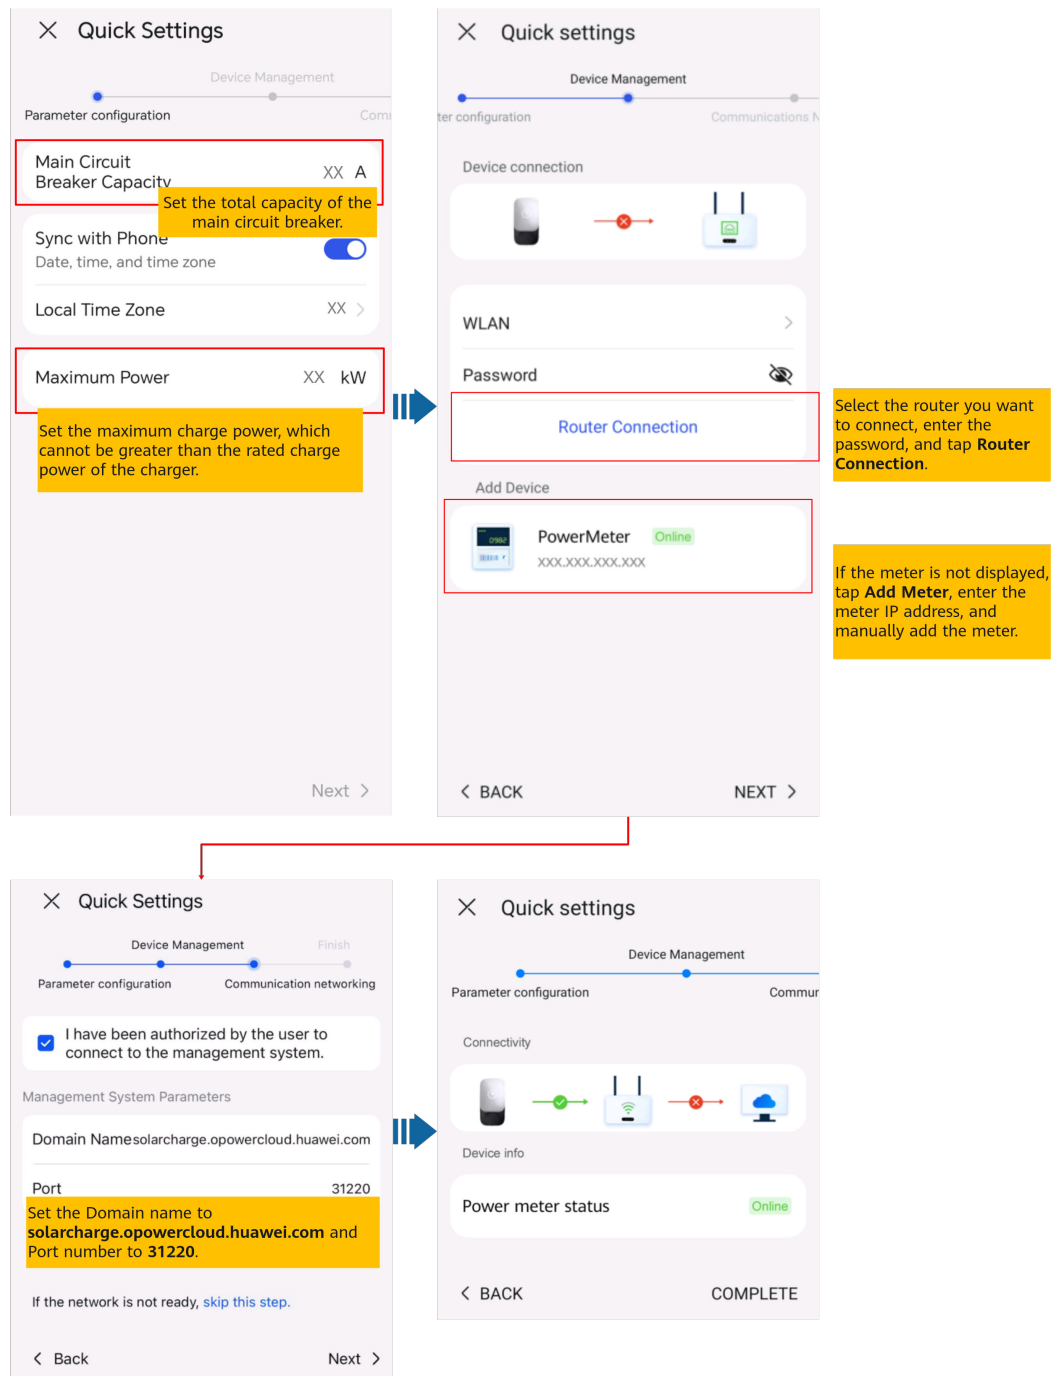 Quick Settings
Device Management
Parameter configuration
Main Circuit
Breaker Capacity
XX A
Set the total capacity of the
main circuit breaker.
Sync with Phone
Date, time, and time zone
Local Time Zone
XX
Maximum Power
XX kW
Set the maximum charge power, which
cannot be greater than the rated charge
power of the charger.
Next
Quick settings
Device Management
ter configuration
Communications N
Device connection
WLAN
Password
Router Connection
Select the router you want
to connect, enter the
password, and tap Router
Connection.
Add Device
0982
PowerMeter
Online
XXX.XXX.XXX.XXX
If the meter is not displayed,
tap Add Meter, enter the
meter IP address, and
manually add the meter.
BACK
NEXT
Quick Settings
Device Management
Finish
Parameter configuration
Communication networking
I have been authorized by the user to
connect to the management system.
Management System Parameters
Domain Name solarcharge.opowercloud.huawei.com
Port
31220
Set the Domain name to
solarcharge.opowercloud.huawei.com and
Port number to 31220.
If the network is not ready, skip this step.
Back
Next
Quick settings
Device Management
Parameter configuration
Commur
Connectivity
Device info
Power meter status
Online
BACK
COMPLETE